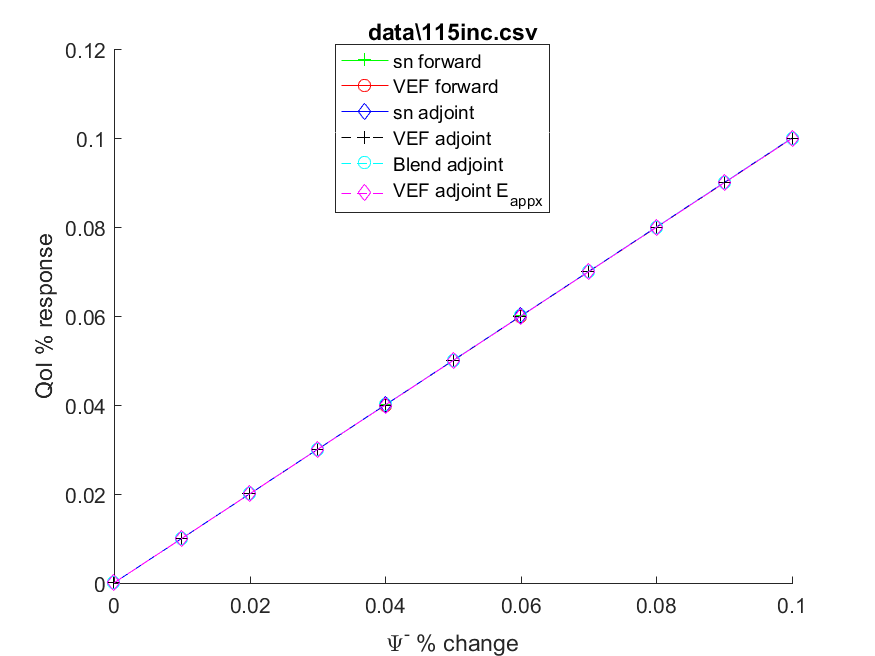 data\115inc.csv
sn forward
VEF forward
sn adjoint
VEF adjoint
Blend adjoint
VEF adjoint E_appx
0.12
0.1
0.08
0.06
0.04
0.02
0
QoI % response
0 0.02 0.04 0.06 0.08 0.1
Ψ⁻ % change